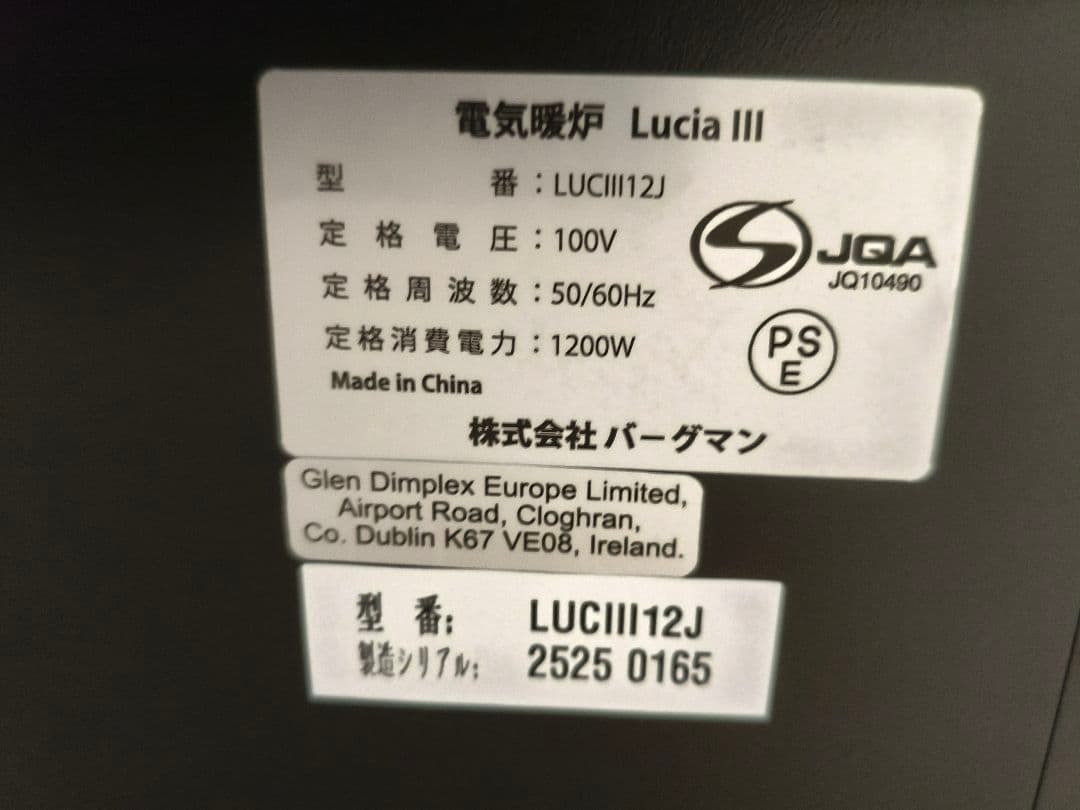 電気暖炉 Lucia III
型番：LUCIII12J
定格電圧：100V
定格周波数：50/60Hz
定格消費電力：1200W
Made in China
S JQA
JQ10490
PS
E
株式会社 バーグマン
Glen Dimplex Europe Limited,
Airport Road, Cloghran,
Co. Dublin K67 VE08, Ireland.
型番: LUCIII12J
製造シリアル: 2525 0165